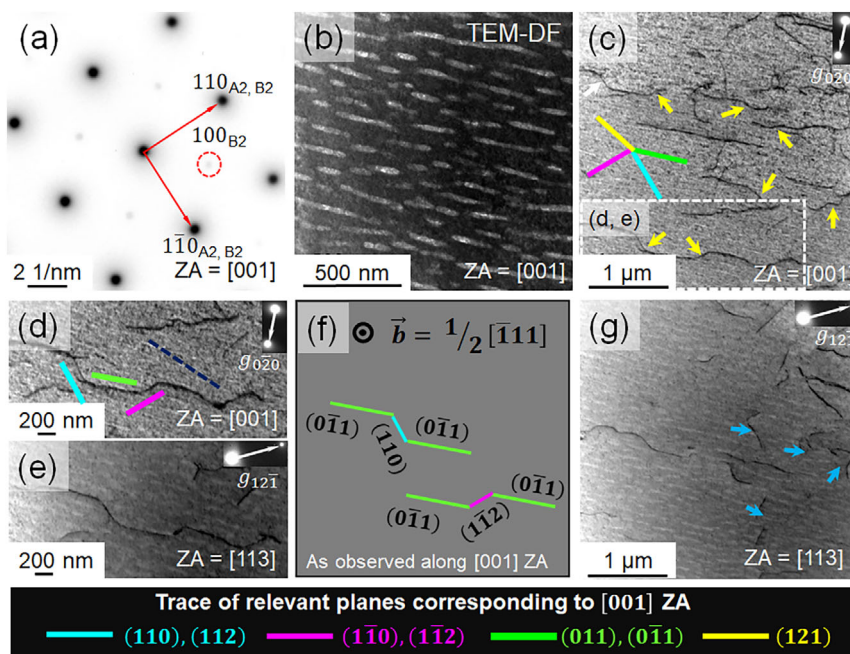 (a)
110A2, B2
100B2
11̅0A2, B2
2 1/nm
ZA = [001]
(b)
TEM-DF
500 nm
ZA = [001]
(c)
g02̅0
(d, e)
1 μm
ZA = [001]
(d)
g02̅0
200 nm
ZA = [001]
(e)
g121̅
200 nm
ZA = [113]
(f)
b⃗ = 1/2 [1̅11]
(01̅1)
(110)
(01̅1)
(01̅1)
(11̅2)
(01̅1)
As observed along [001] ZA
(g)
g121̅
1 μm
ZA = [1̅13]
Trace of relevant planes corresponding to [001] ZA
(110), (112)
(11̅0), (11̅2)
(011), (01̅1)
(121)